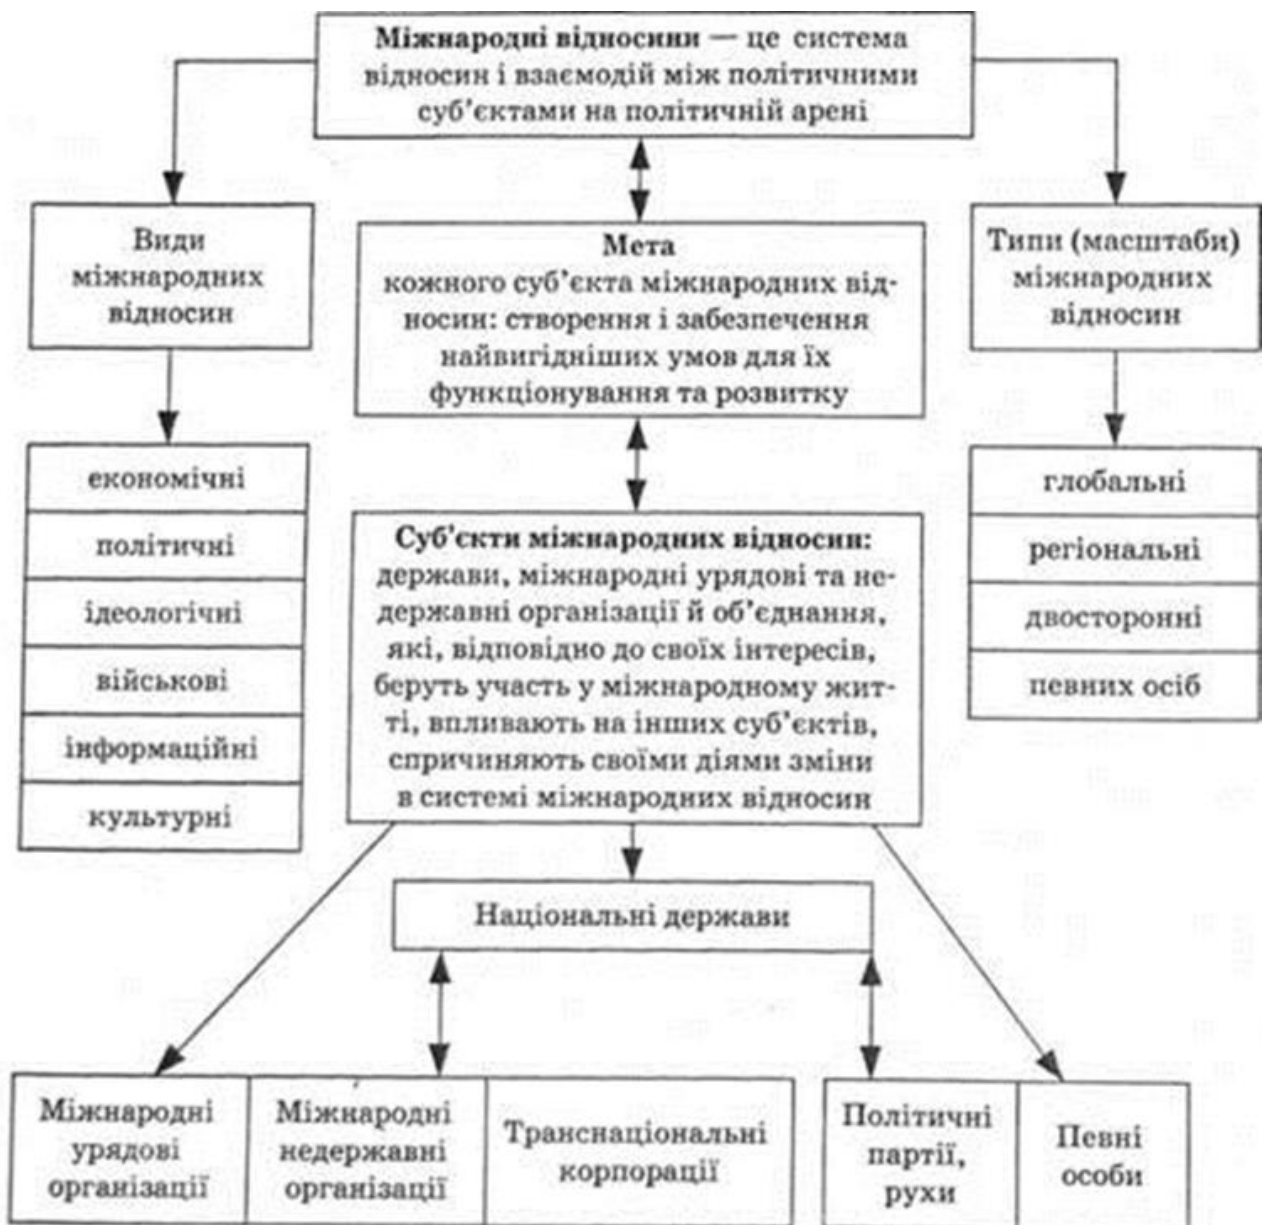 Міжнародні відносини — це система
відносин і взаємодій між політичними
суб'єктами на політичній арені
Види
міжнародних
відносин
Мета
кожного суб'єкта міжнародних від-
носин: створення і забезпечення
найвигідніших умов для їх
функціонування та розвитку
Типи (масштаби)
міжнародних
відносин
економічні
політичні
ідеологічні
військові
інформаційні
культурні
Суб'єкти міжнародних відносин:
держави, міжнародні урядові та не-
державні організації й об'єднання,
які, відповідно до своїх інтересів,
беруть участь у міжнародному жит-
ті, впливають на інших суб'єктів,
спричиняють своїми діями зміни
в системі міжнародних відносин
глобальні
регіональні
двосторонні
певних осіб
Національні держави
Міжнародні
урядові
організації
Міжнародні
недержавні
організації
Транснаціональні
корпорації
Політичні
партії,
рухи
Певні
особи